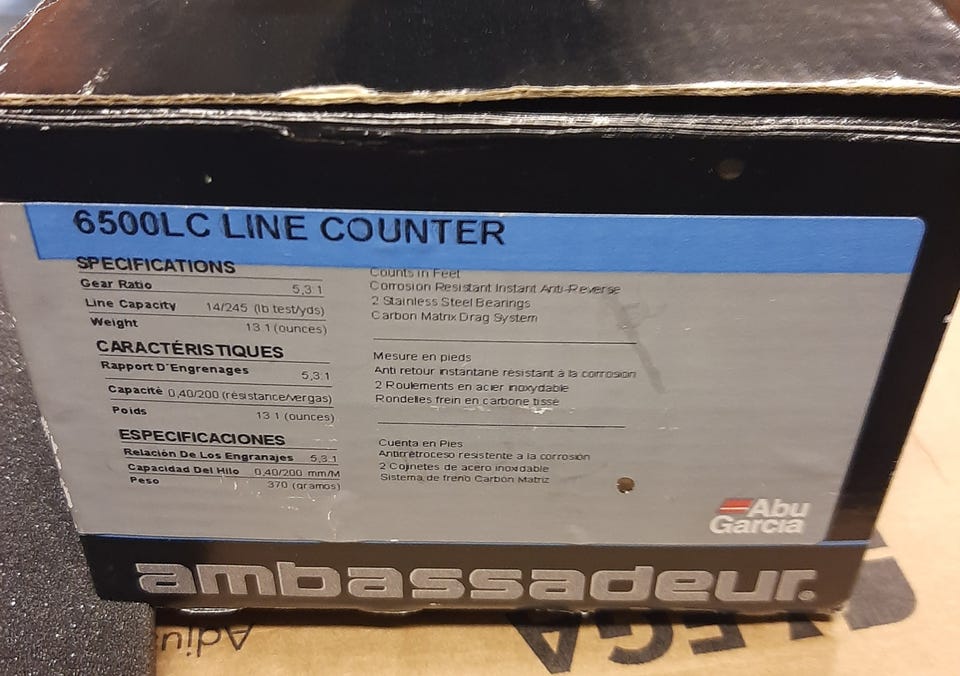 6500LC LINE COUNTER
SPECIFICATIONS
Gear Ratio 5,3:1
Line Capacity 14/245 (lb test/yds)
Weight 13.1 (ounces)
Counts in Feet
Corrosion Resistant Instant Anti-Reverse
2 Stainless Steel Bearings
Carbon Matrix Drag System
CARACTÉRISTIQUES
Rapport D'Engrenages 5,3:1
Capacité 0,40/200 (résistance/vergas)
Poids 13.1 (ounces)
Mesure en pieds
Anti retour instantane résistant à la corrosion
2 Roulements en acier inoxydable
Rondelles frein en carbone tissé
ESPECIFICACIONES
Relación De Los Engranajes 5,3:1
Capacidad Del Hilo 0,40/200 mm/M
Peso 370 (gramos)
Cuenta en Pies
Antirretroceso resistente a la corrosión
2 Cojinetes de acero inoxidable
Sistema de freno Carbón Matriz
Abu
Garcia
ambassadeur.